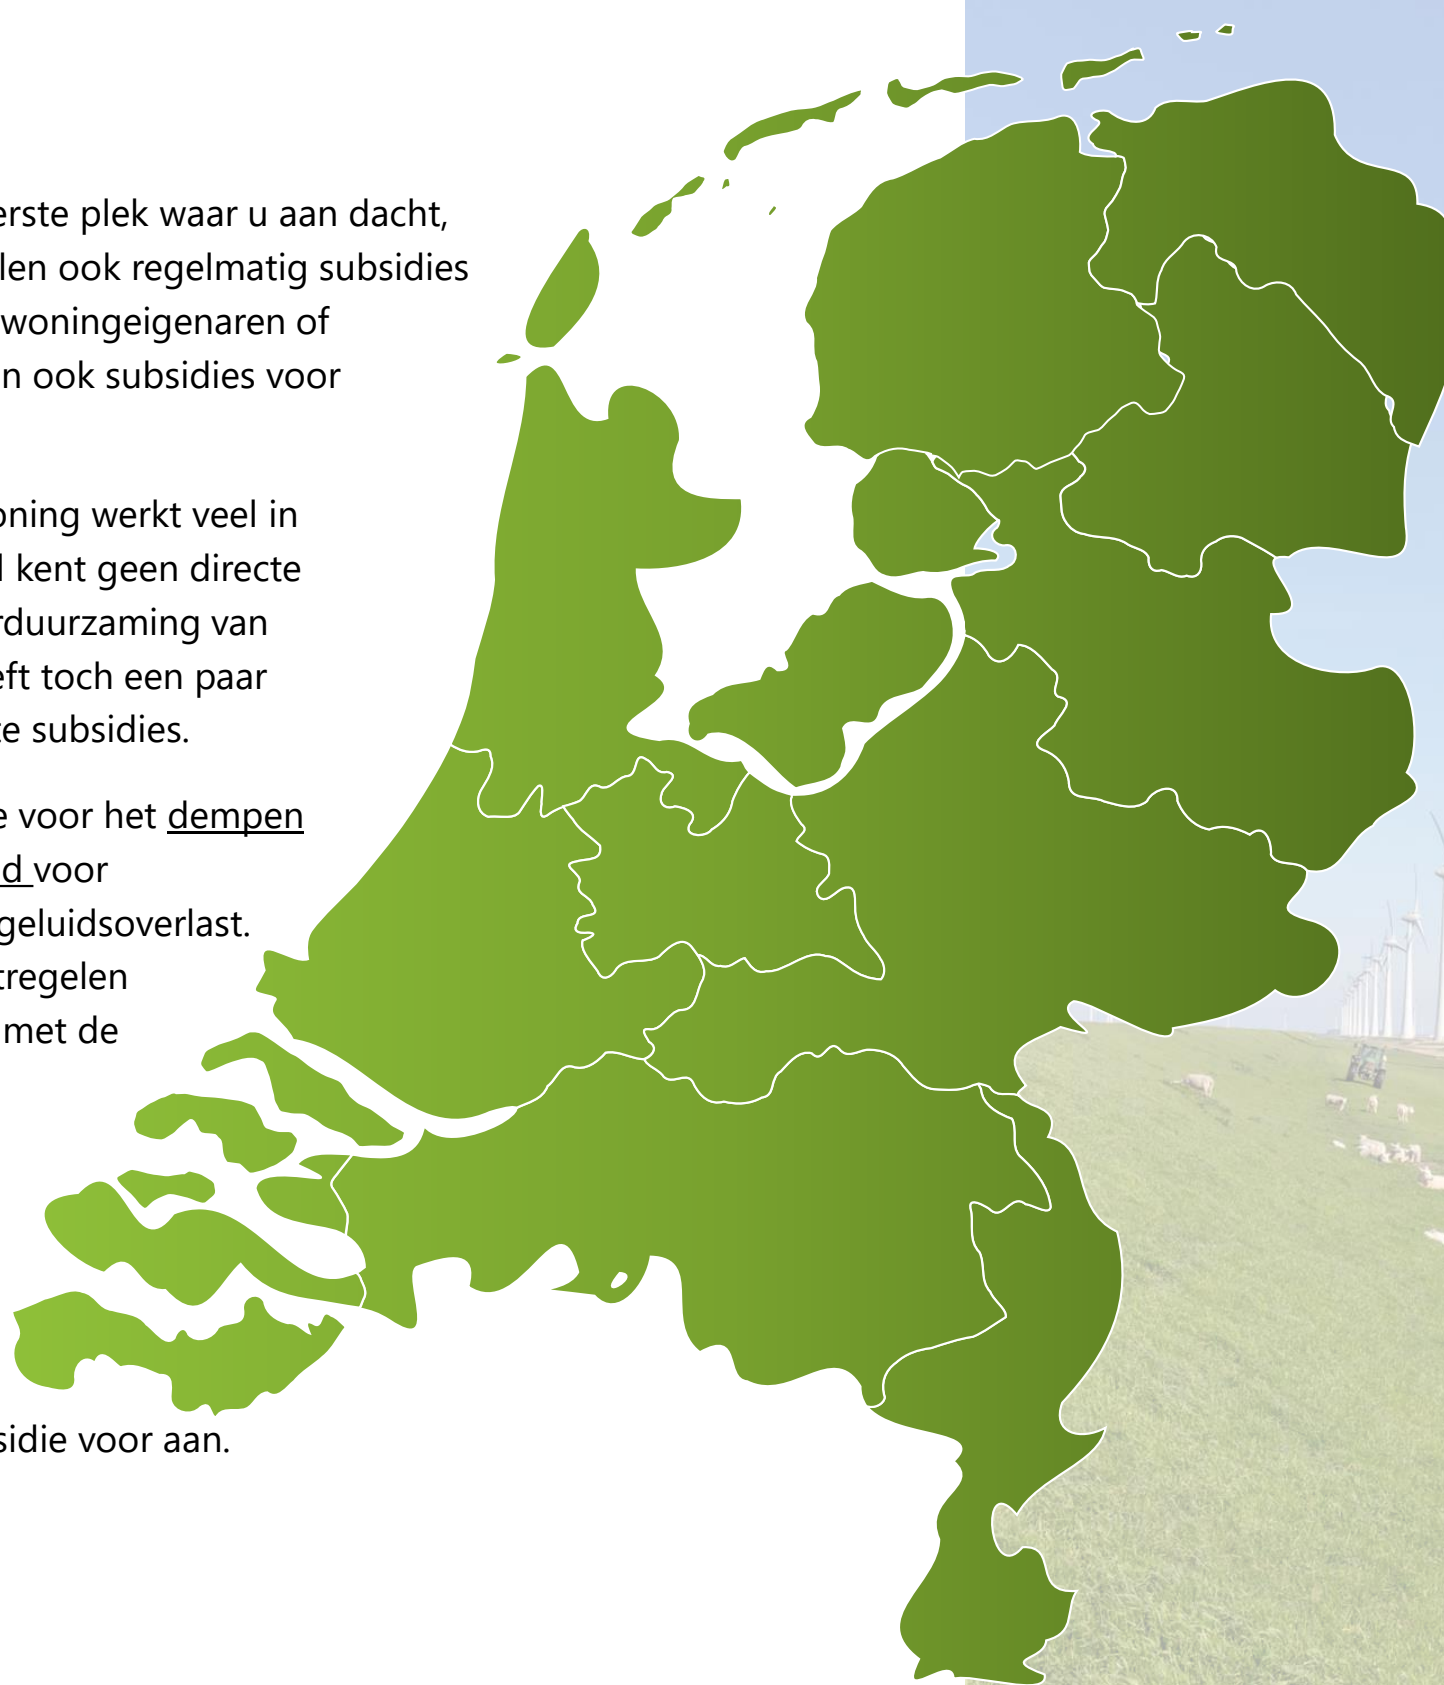 erste plek waar u aan dacht,
len ook regelmatig subsidies
woningeigenaren of
n ook subsidies voor
oning werkt veel in
l kent geen directe
rduurzaming van
eft toch een paar
te subsidies.
e voor het dempen
d voor
geluidsoverlast.
tregelen
met de
sidie voor aan.